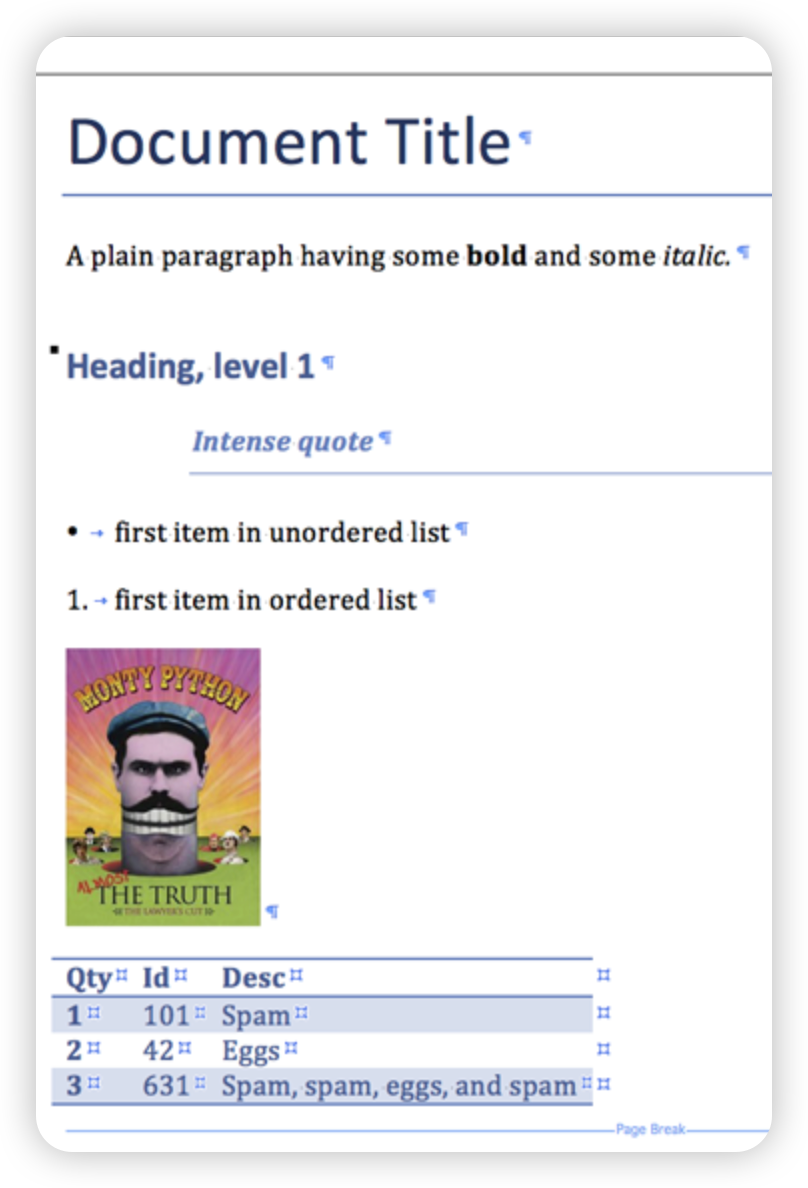 Document Title
A plain paragraph having some bold and some italic.
Heading, level 1
Intense quote
• first item in unordered list
1. first item in ordered list
MONTY PYTHON
ALMOST
THE TRUTH
THE LAWYER'S CUT
Qty Id Desc
1 101 Spam
2 42 Eggs
3 631 Spam, spam, eggs, and spam
Page Break